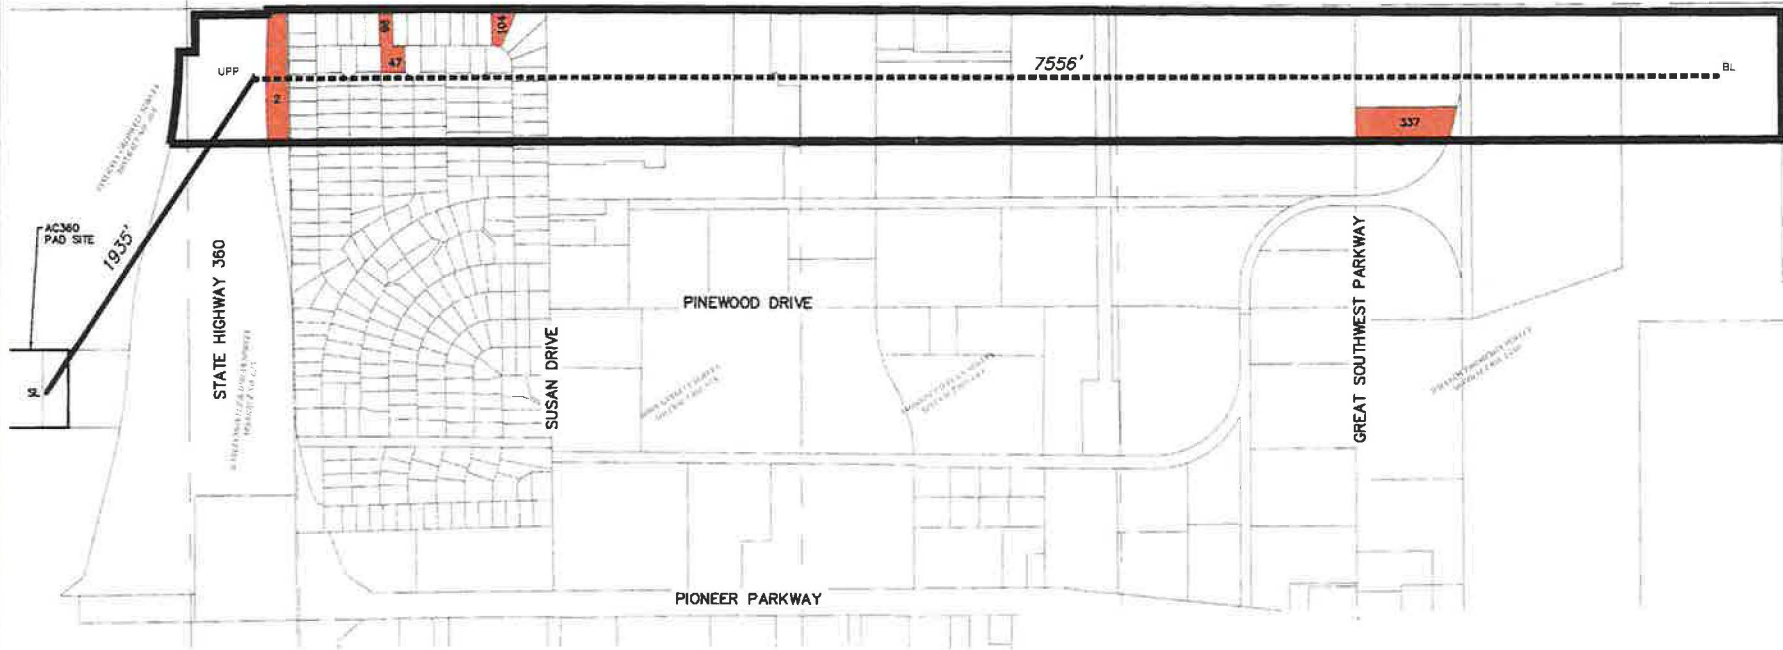 104
47
7556'
UPP
BL
2
337
AC360
PAD SITE
1935'
SL
STATE HIGHWAY 360
SUSAN DRIVE
PINEWOOD DRIVE
GREAT SOUTHWEST PARKWAY
PIONEER PARKWAY